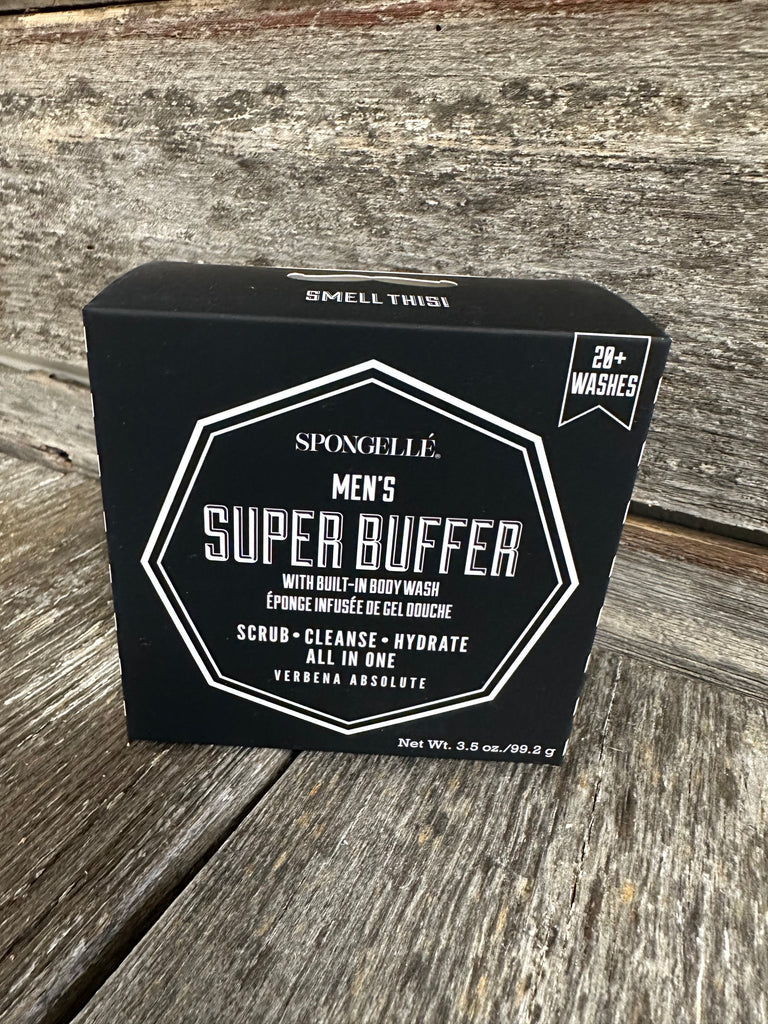 SMELL THIS!
20+
WASHES
SPONGELLÉ®
MEN'S
SUPER BUFFER
WITH BUILT-IN BODY WASH
ÉPONGE INFUSÉE DE GEL DOUCHE
SCRUB • CLEANSE • HYDRATE
ALL IN ONE
VERBENA ABSOLUTE
Net Wt. 3.5 oz./99.2 g